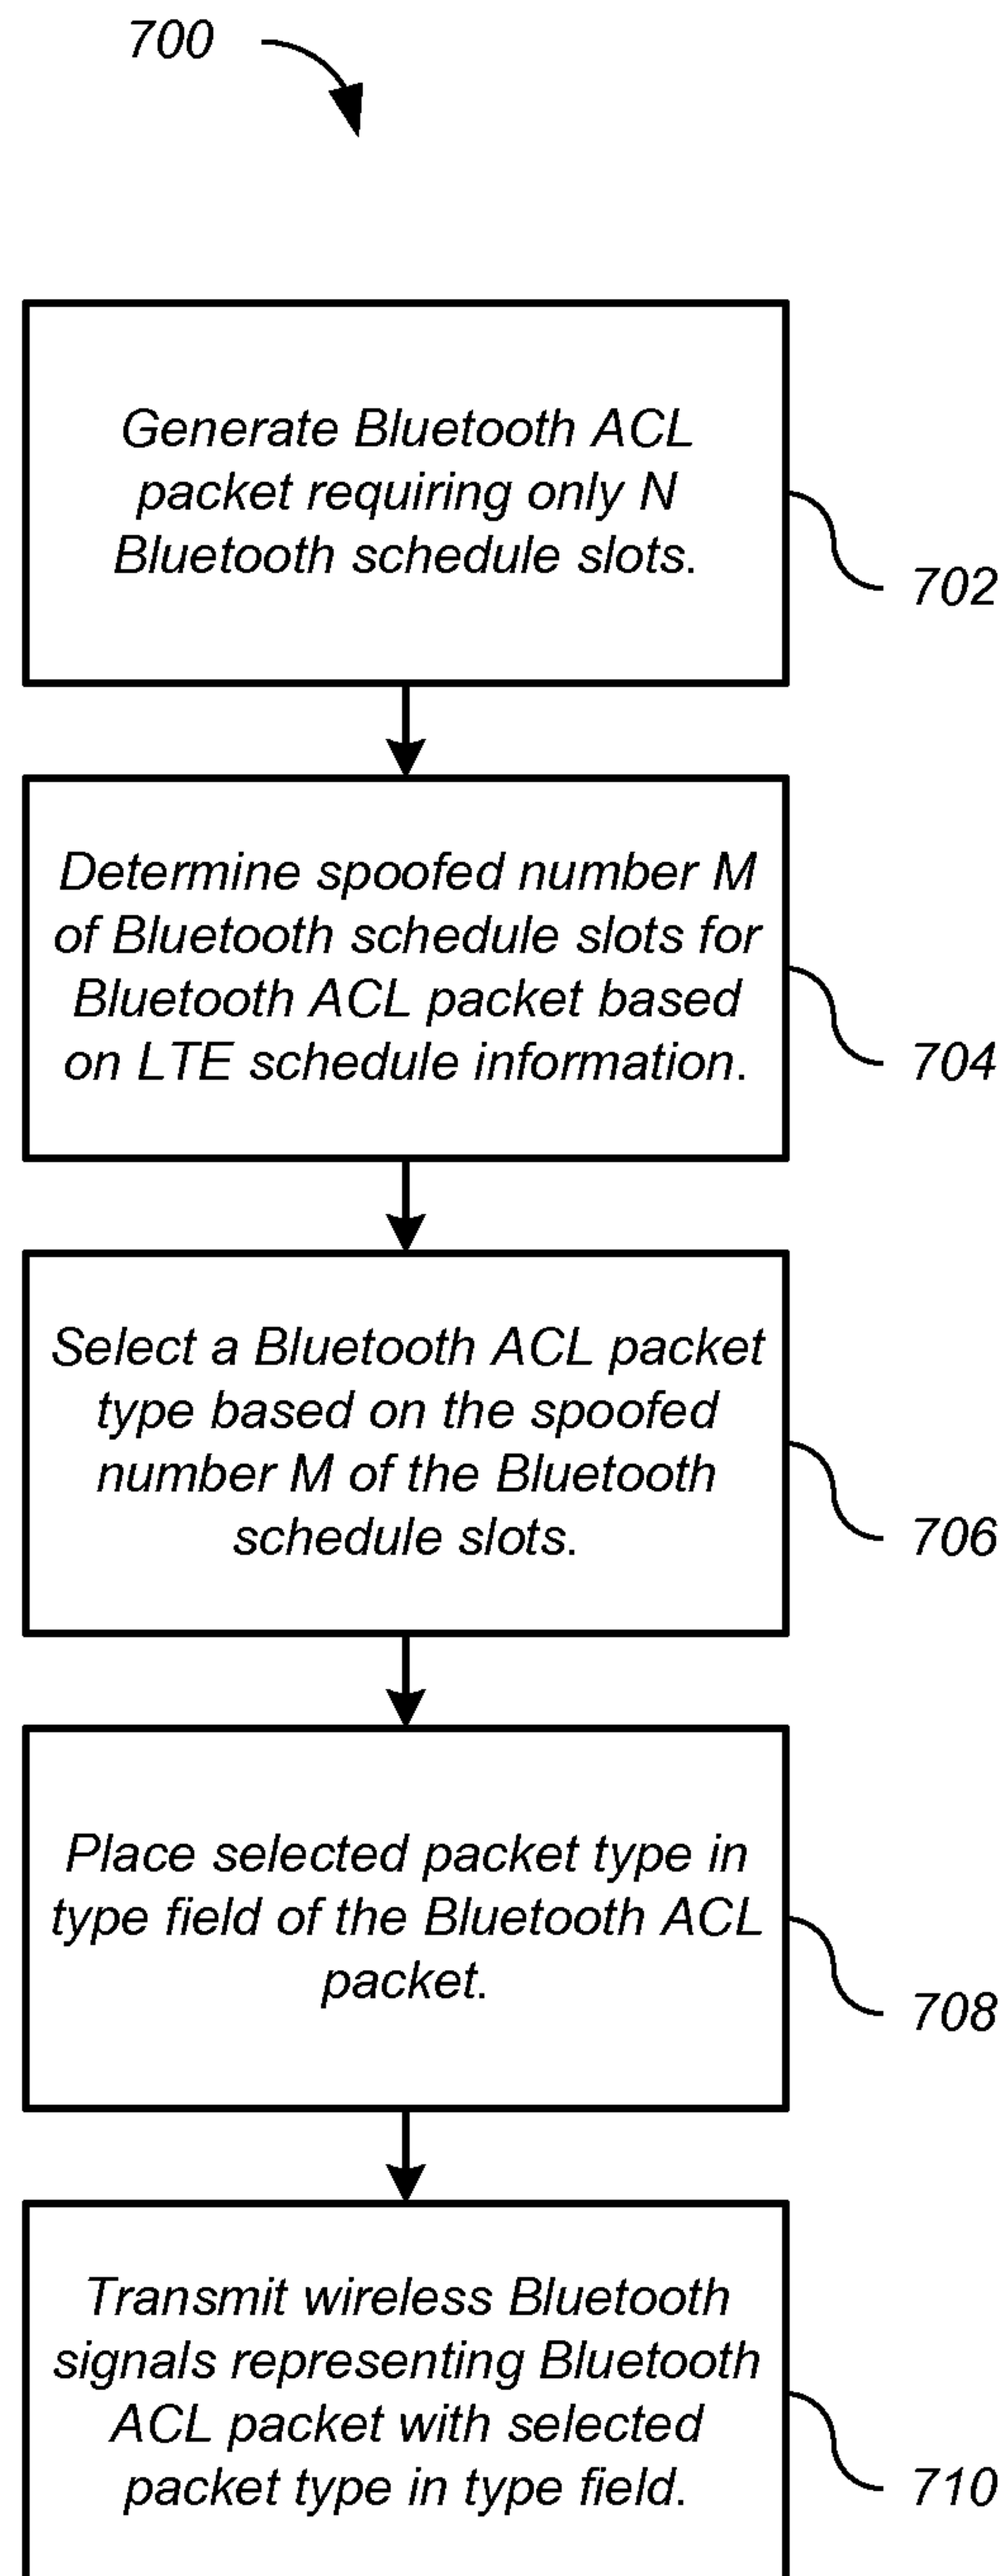 700
Generate Bluetooth ACL
packet requiring only N
Bluetooth schedule slots.
702
Determine spoofed number M
of Bluetooth schedule slots for
Bluetooth ACL packet based
on LTE schedule information.
704
Select a Bluetooth ACL packet
type based on the spoofed
number M of the Bluetooth
schedule slots.
706
Place selected packet type in
type field of the Bluetooth ACL
packet.
708
Transmit wireless Bluetooth
signals representing Bluetooth
ACL packet with selected
packet type in type field.
710